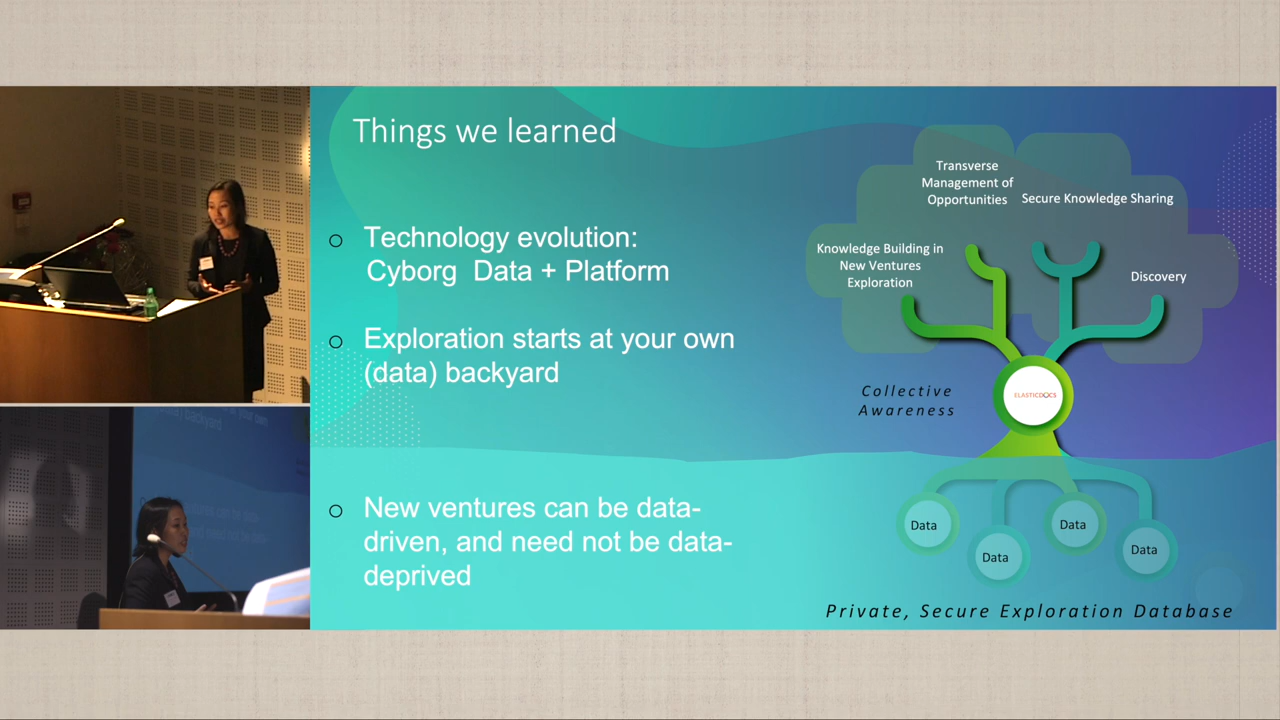 Things we learned
Technology evolution:
Cyborg Data + Platform
Exploration starts at your own
(data) backyard
New ventures can be data-
driven, and need not be data-
deprived
Transverse
Management of
Opportunities
Secure Knowledge Sharing
Knowledge Building in
New Ventures
Exploration
Discovery
Collective
Awareness
ELASTICDOCS
Data
Data
Data
Data
Private, Secure Exploration Database
(data) backyard